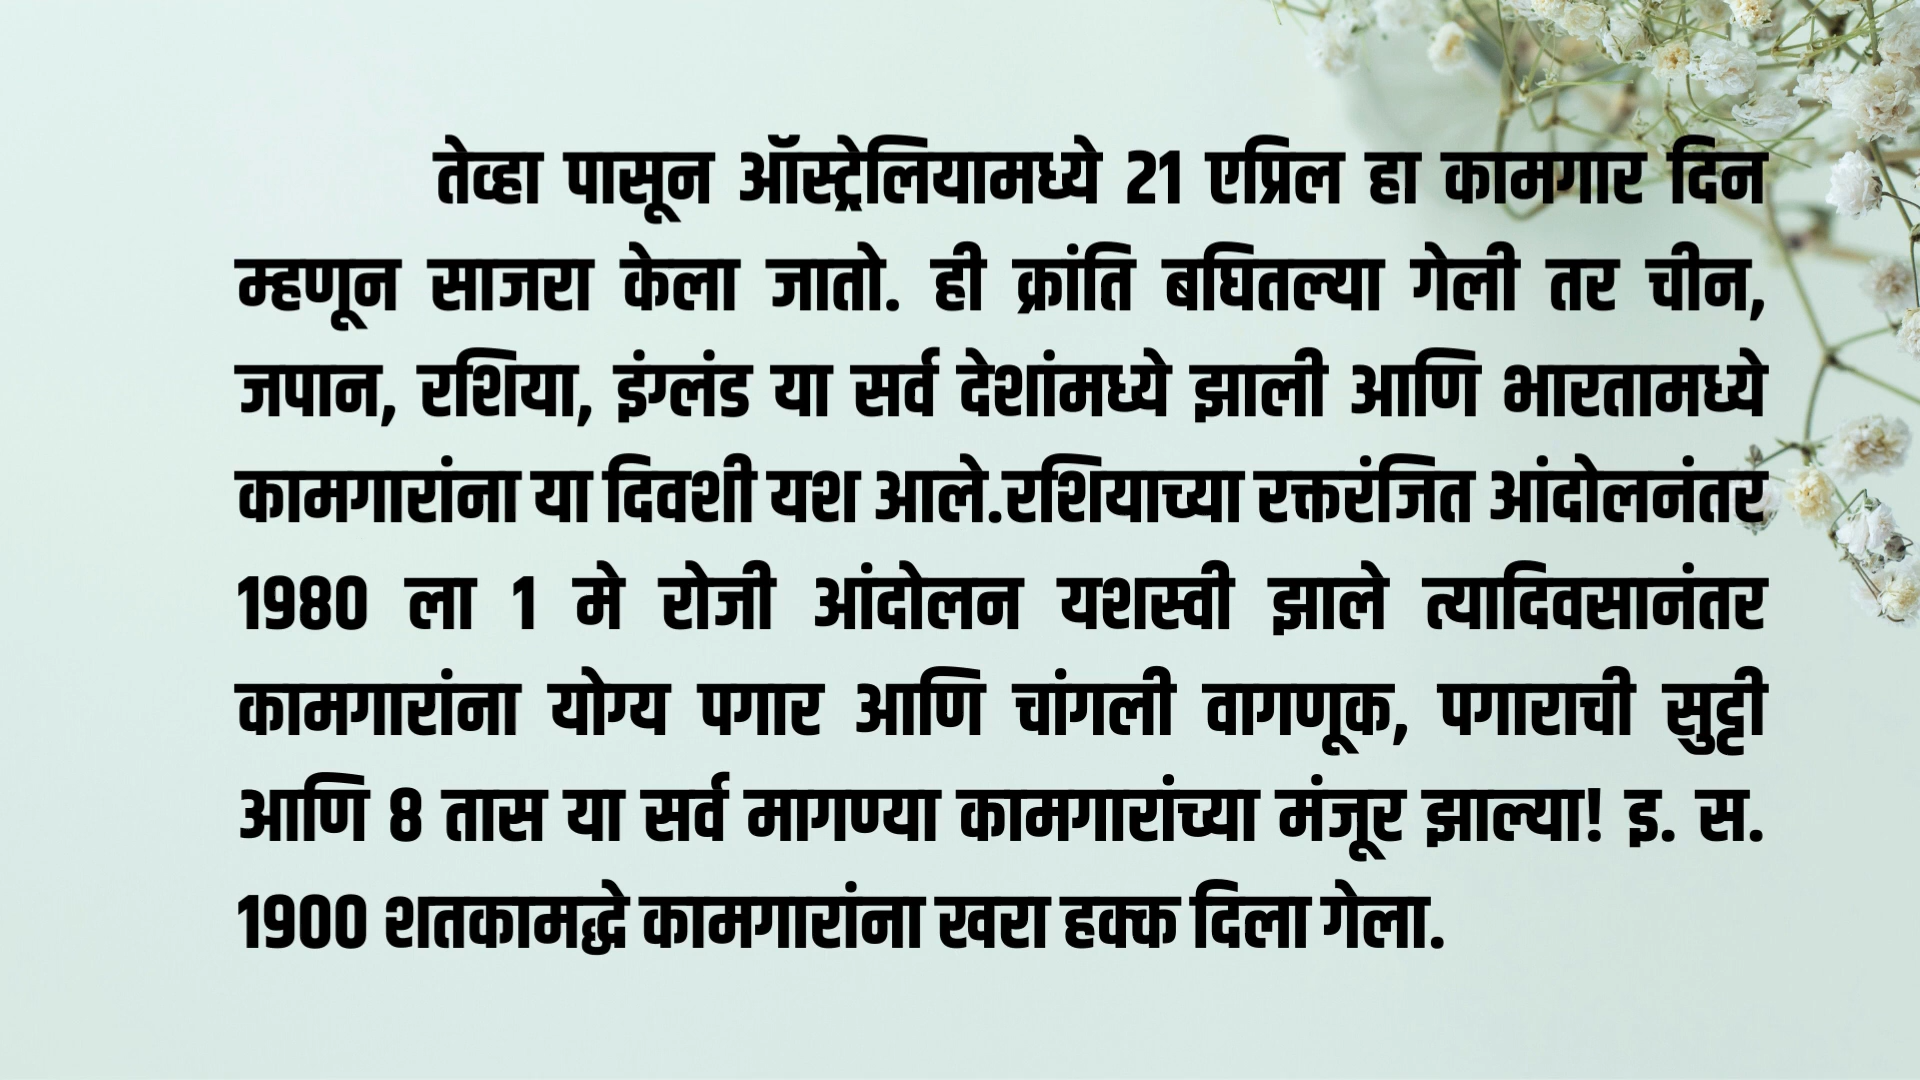 तेव्हा पासून ऑस्ट्रेलियामध्ये 21 एप्रिल हा कामगार दिन
म्हणून साजरा केला जातो. ही क्रांति बघितल्या गेली तर चीन,
जपान, रशिया, इंग्लंड या सर्व देशांमध्ये झाली आणि भारतामध्ये
कामगारांना या दिवशी यश आले.रशियाच्या रक्तरंजित आंदोलनंतर
1980 ला 1 मे रोजी आंदोलन यशस्वी झाले त्यादिवसानंतर
कामगारांना योग्य पगार आणि चांगली वागणूक, पगाराची सुट्टी
आणि 8 तास या सर्व मागण्या कामगारांच्या मंजूर झाल्या! इ. स.
1900 शतकामद्धे कामगारांना खरा हक्क दिला गेला.